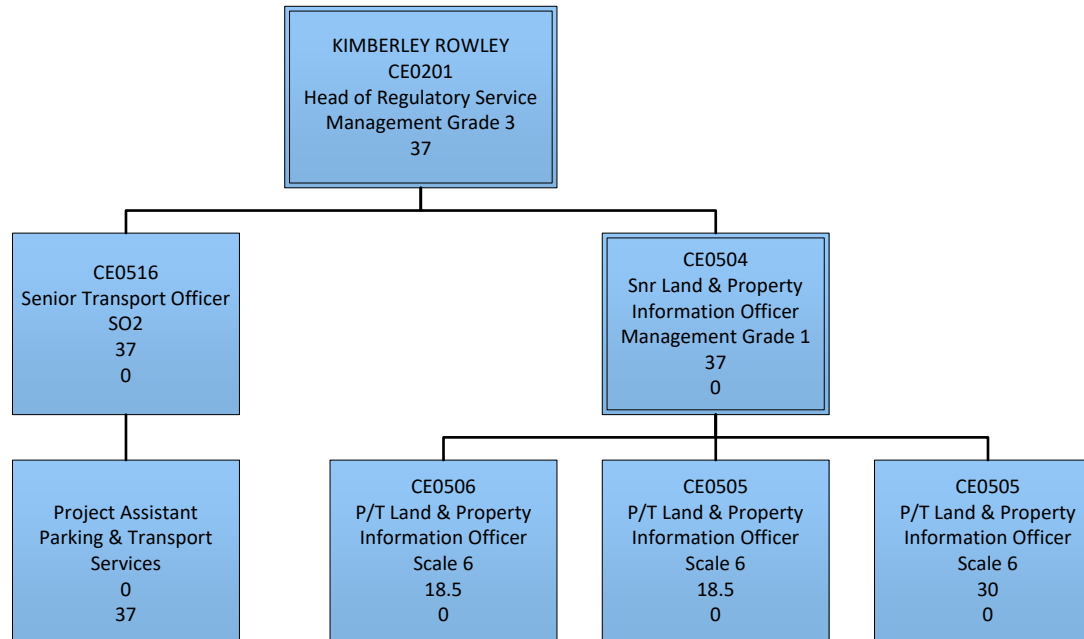 KIMBERLEY ROWLEY
CE0201
Head of Regulatory Service
Management Grade 3
37
CE0516
Senior Transport Officer
SO2
37
0
CE0504
Snr Land & Property
Information Officer
Management Grade 1
37
0
Project Assistant
Parking & Transport
Services
0
37
CE0506
P/T Land & Property
Information Officer
Scale 6
18.5
0
CE0505
P/T Land & Property
Information Officer
Scale 6
18.5
0
CE0505
P/T Land & Property
Information Officer
Scale 6
30
0